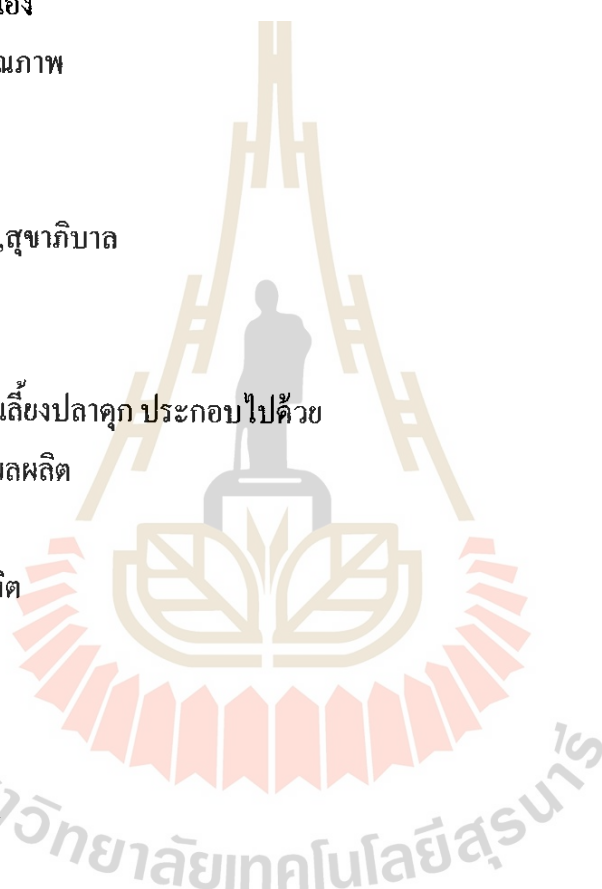 ณภาพ
,สุขาภิบาล
เลี้ยงปลาดุก ประกอบไปด้วย
ผลผลิต
าวิทยาลัยเทคโนโลยีสุรนารี